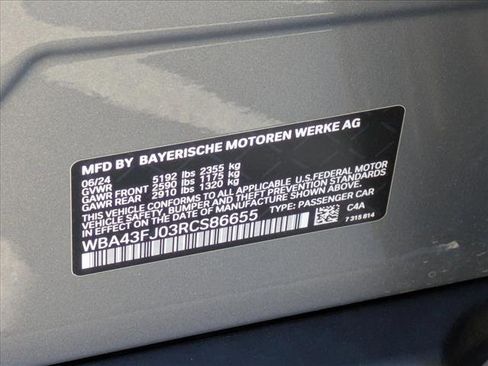 MFD BY BAYERISCHE MOTOREN WERKE AG
06/24
GVWR 5192 lbs 2355 kg
GAWR FRONT 2590 lbs 1175 kg
GAWR REAR 2910 lbs 1320 kg
THIS VEHICLE CONFORMS TO ALL APPLICABLE U.S. FEDERAL MOTOR
VEHICLE SAFETY, BUMPER, AND THEFT PREVENTION STANDARDS
IN EFFECT ON THE DATE OF MANUFACTURE SHOWN ABOVE.
WBA43FJ03RCS86655 TYPE: PASSENGER CAR
C4A
7 315 814